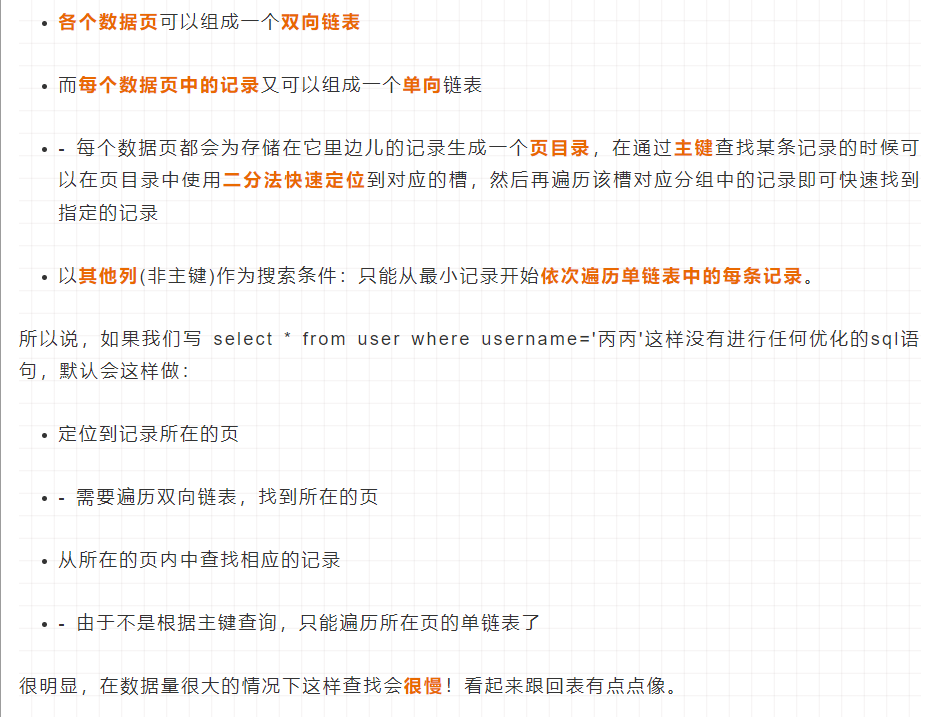 • 各个数据页可以组成一个双向链表
• 而每个数据页中的记录又可以组成一个单向链表
• - 每个数据页都会为存储在它里边儿的记录生成一个页目录，在通过主键查找某条记录的时候可
以在页目录中使用二分法快速定位到对应的槽，然后再遍历该槽对应分组中的记录即可快速找到
指定的记录
• 以其他列(非主键)作为搜索条件：只能从最小记录开始依次遍历单链表中的每条记录。
所以说，如果我们写 select * from user where username='丙丙'这样没有进行任何优化的sql语
句，默认会这样做：
• 定位到记录所在的页
• - 需要遍历双向链表，找到所在的页
• 从所在的页内中查找相应的记录
• - 由于不是根据主键查询，只能遍历所在页的单链表了
很明显，在数据量很大的情况下这样查找会很慢！看起来跟回表有点点像。